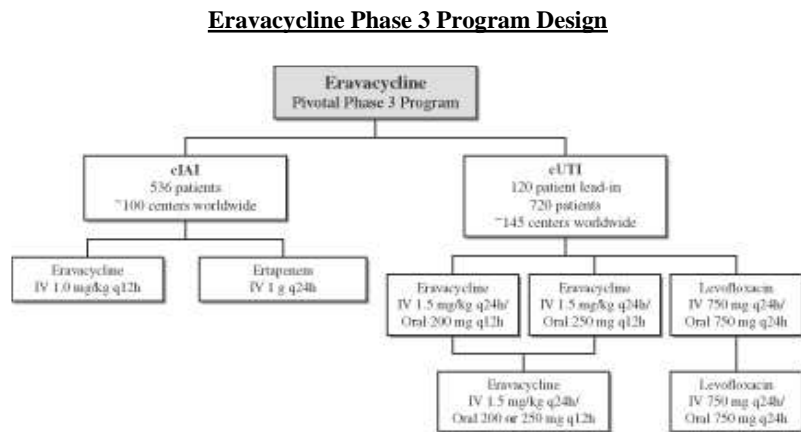 Eravacycline Phase 3 Program Design
Eravacycline
Pivotal Phase 3 Program
cIAI
536 patients
~100 centers worldwide
cUTI
120 patient lead-in
720 patients
~145 centers worldwide
Eravacycline
IV 1.0 mg/kg q12h
Ertapenem
IV 1 g q24h
Eravacycline
IV 1.5 mg/kg q24h/
Oral 200 mg q12h
Eravacycline
IV 1.5 mg/kg q24h/
Oral 250 mg q12h
Levofloxacin
IV 750 mg q24h/
Oral 750 mg q24h
Eravacycline
IV 1.5 mg/kg q24h/
Oral 200 or 250 mg q12h
Levofloxacin
IV 750 mg q24h/
Oral 750 mg q24h